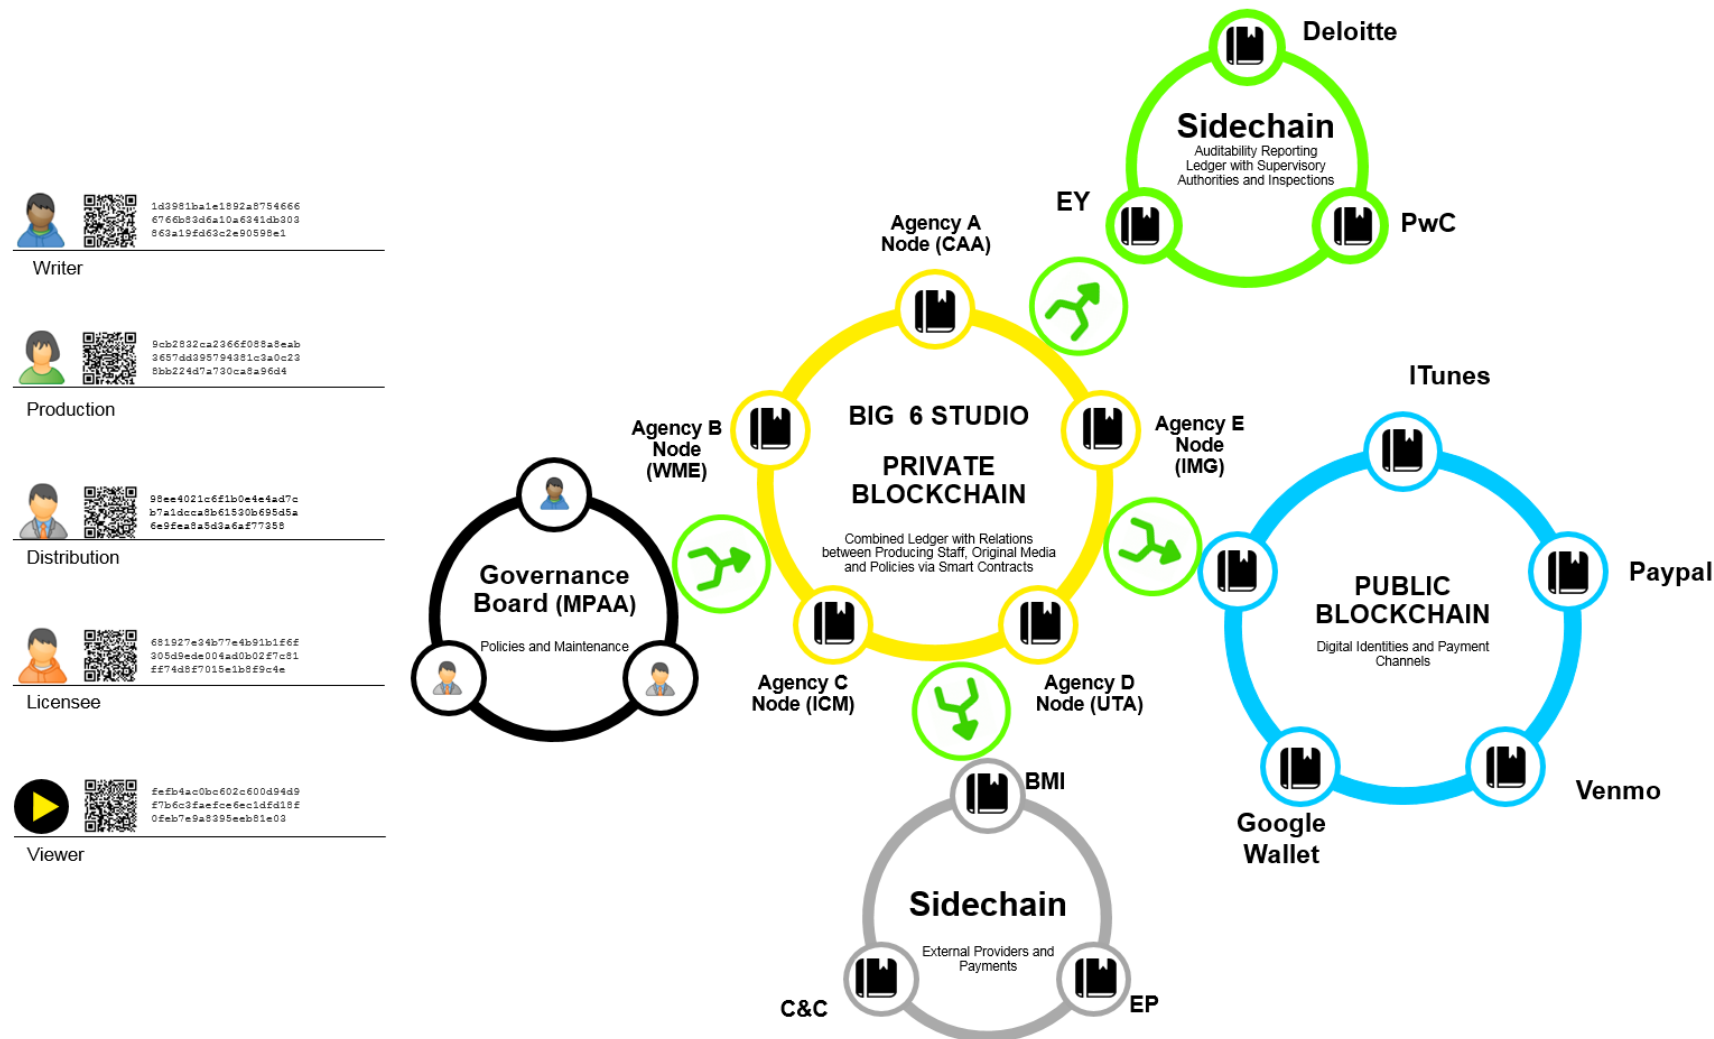 1d3981ba1e1892a8754666
6766b83d6a10a6341db303
863a19fd63c2e90598e1
Writer
9cb2832ca2366f088a8eab
3657dd395794381c3a0c23
8bb224d7a730ca8a96d4
Production
98ee4021c6f1b0e4e4ad7c
b7a1dcca8b61530b695d5a
6e9fea8a5d3a6af77358
Distribution
681927e34b77e4b91b1f6f
305d9ede004ad0b02f7c81
ff74d8f7015e1b8f9c4e
Licensee
fefb4ac0bc602c600d94d9
f7b6c3faefce6ec1dfd18f
0feb7e9a8395eeb81e03
Viewer
Governance
Board (MPAA)
Policies and Maintenance
Agency A
Node (CAA)
Agency B
Node
(WME)
Agency C
Node (ICM)
Agency D
Node (UTA)
Agency E
Node
(IMG)
BIG 6 STUDIO
PRIVATE
BLOCKCHAIN
Combined Ledger with Relations
between Producing Staff, Original Media
and Policies via Smart Contracts
Deloitte
Sidechain
Auditability Reporting
Ledger with Supervisory
Authorities and Inspections
EY
PwC
ITunes
Paypal
PUBLIC
BLOCKCHAIN
Digital Identities and Payment
Channels
Venmo
Google
Wallet
BMI
Sidechain
External Providers and
Payments
C&C
EP